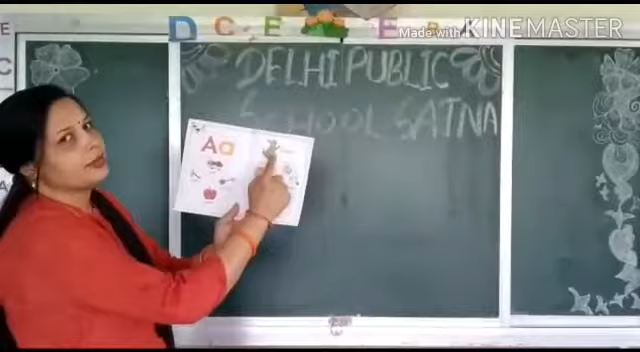 Made with KINEMASTER
D C E E B A
E
C
A
DELHI PUBLIC
SCHOOL SATNA
Aa